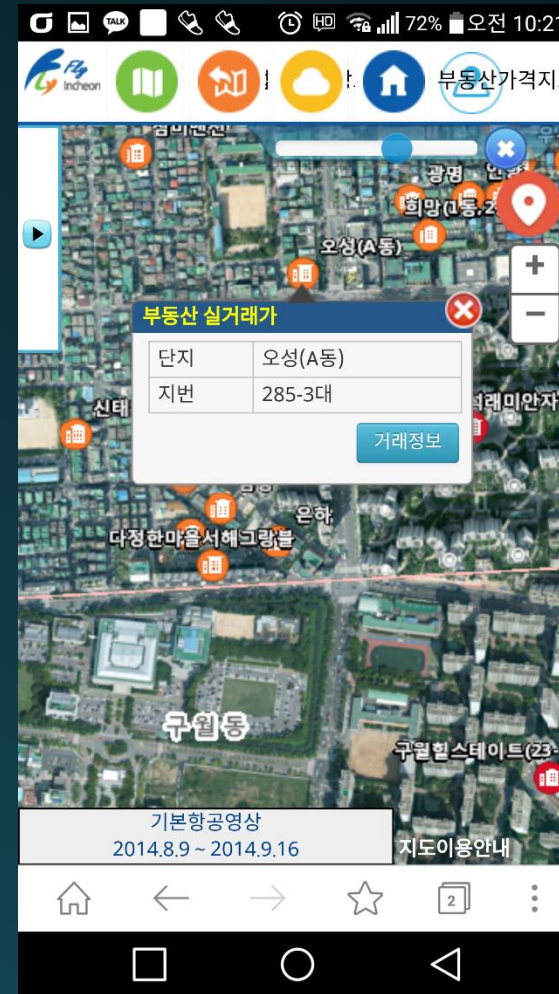 TALK
HD
72%
오전 10:2
Fly
Incheon
부동산가격지
광명
희망(1동,2
오성(A동)
부동산 실거래가
단지 오성(A동)
지번 285-3대
거래정보
신태
래미안자
은하
다정한마을서해그랑블
구월동
구월힐스테이트(23-
기본항공영상
2014.8.9 ~ 2014.9.16
지도이용안내
2